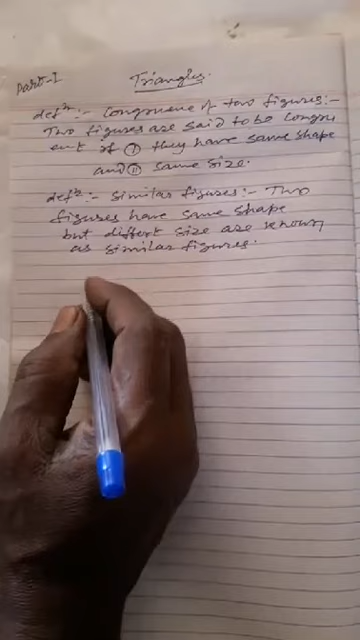 Part-I
Triangles.
defⁿ:- Congruence of two figures:-
Two figures are said to be Congru
ent if (I) they have same shape
and (II) same size.
defⁿ:- Similar figures:- Two
figures have same shape
but differt size are known
as similar figures.